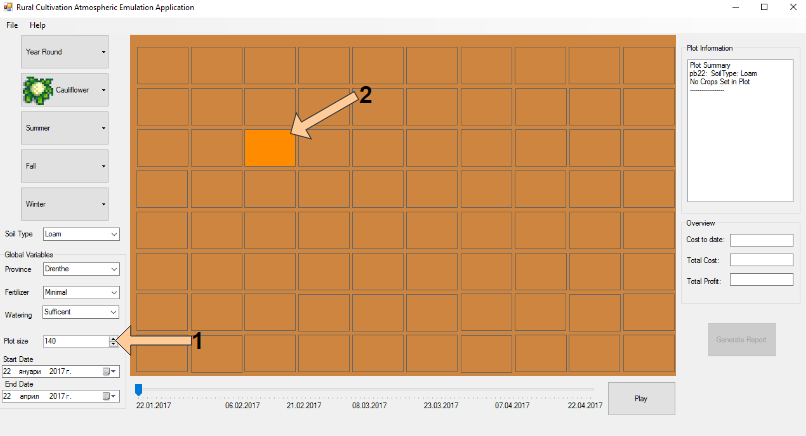 Rural Cultivation Atmospheric Emulation Application
File Help
Year Round
Cauliflower
Summer
Fall
Winter
Soil Type Loam
Global Variables
Province Drenthe
Fertilizer Minimal
Watering Sufficent
Plot size 140
Start Date
22 януари 2017 г.
End Date
22 април 2017 г.
1
2
22.01.2017 06.02.2017 21.02.2017 08.03.2017 23.03.2017 07.04.2017 22.04.2017
Play
Plot Information
Plot Summary
pb22: SoilType: Loam
No Crops Set in Plot
-----------------
Overview
Cost to date:
Total Cost:
Total Profit:
Generate Report